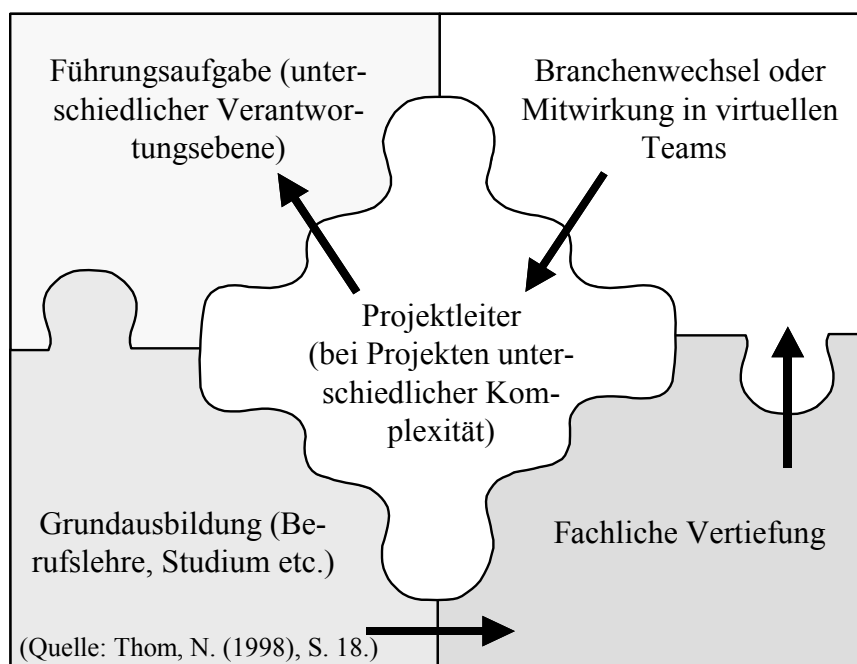 Führungsaufgabe (unter-
schiedlicher Verantwor-
tungsebene)
Branchenwechsel oder
Mitwirkung in virtuellen
Teams
Projektleiter
(bei Projekten unter-
schiedlicher Kom-
plexität)
Grundausbildung (Be-
rufslehre, Studium etc.)
Fachliche Vertiefung
(Quelle: Thom, N. (1998), S. 18.)